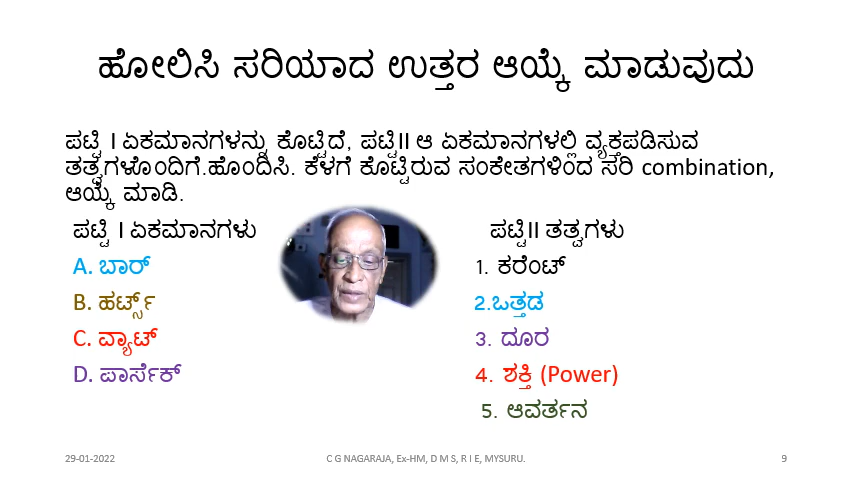 ಹೋಲಿಸಿ ಸರಿಯಾದ ಉತ್ತರ ಆಯ್ಕೆ ಮಾಡುವುದು
ಪಟ್ಟಿ I ಏಕಮಾನಗಳನ್ನು ಕೊಟ್ಟಿದೆ, ಪಟ್ಟಿII ಆ ಏಕಮಾನಗಳಲ್ಲಿ ವ್ಯಕ್ತಪಡಿಸುವ
ತತ್ವಗಳೊಂದಿಗೆ.ಹೊಂದಿಸಿ. ಕೆಳಗೆ ಕೊಟ್ಟಿರುವ ಸಂಕೇತಗಳಿಂದ ಸರಿ combination,
ಆಯ್ಕೆ ಮಾಡಿ.
ಪಟ್ಟಿ I ಏಕಮಾನಗಳು
A. ಬಾರ್
B. ಹರ್ಟ್ಸ್
C. ವ್ಯಾಟ್
D. ಪಾರ್ಸೆಕ್
ಪಟ್ಟಿII ತತ್ವಗಳು
1. ಕರೆಂಟ್
2.ಒತ್ತಡ
3. ದೂರ
4. ಶಕ್ತಿ (Power)
5. ಆವರ್ತನ
29-01-2022
C G NAGARAJA, Ex-HM, D M S, R I E, MYSURU.
9